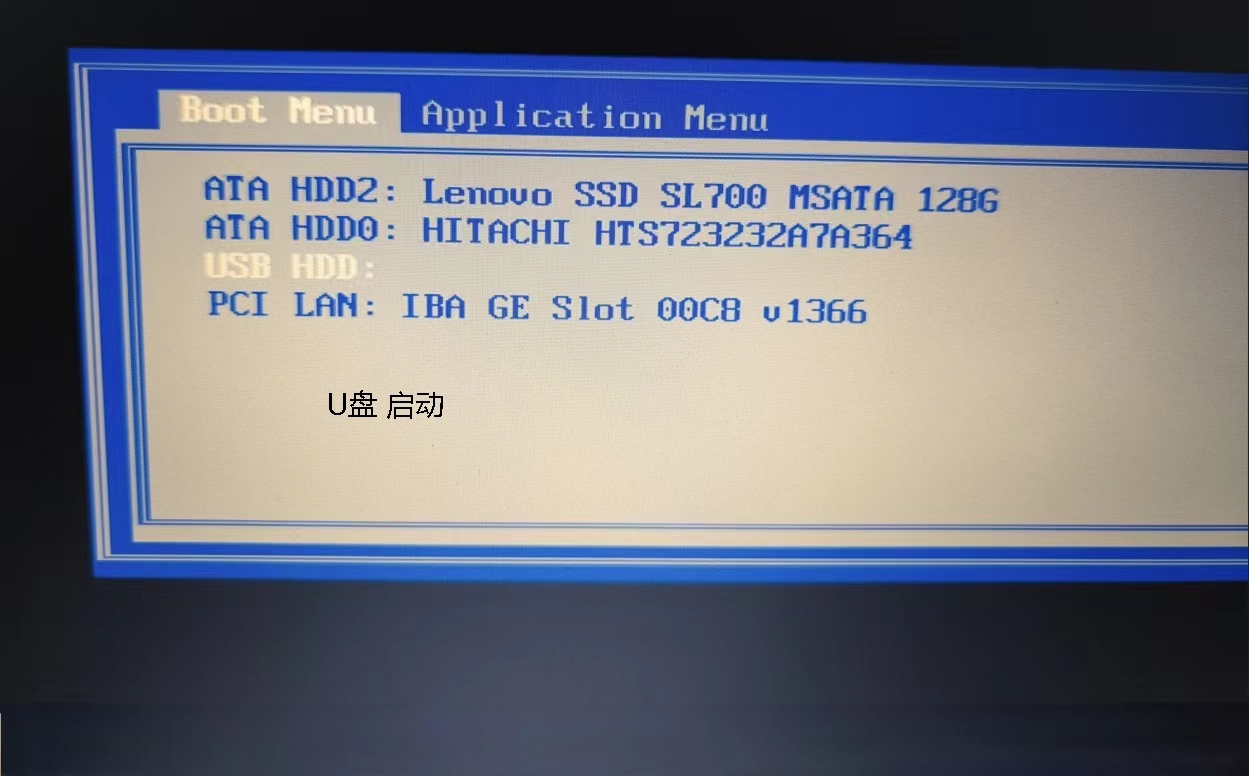 Boot Menu Application Menu
ATA HDD2: Lenovo SSD SL700 MSATA 128G
ATA HDD0: HITACHI HTS723232A7A364
USB HDD:
PCI LAN: IBA GE Slot 00C8 v1366
U盘 启动